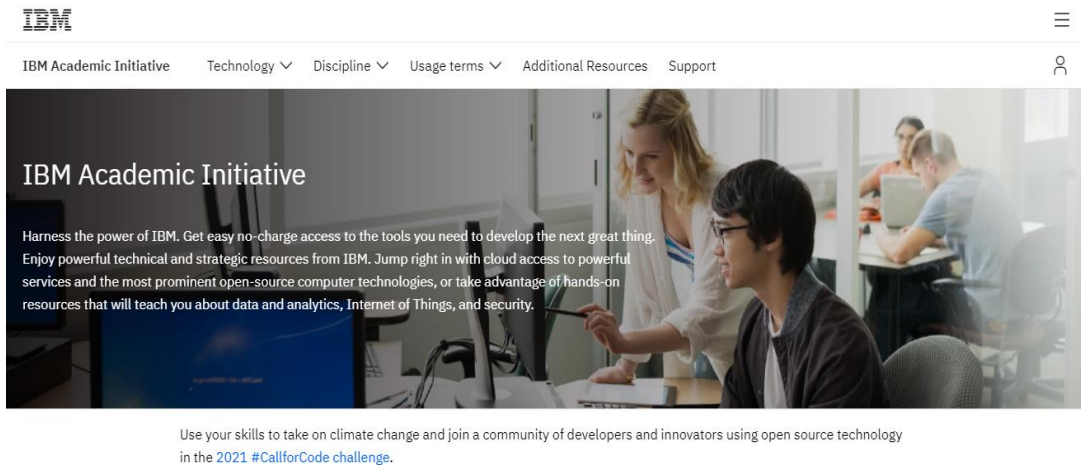 IBM
IBM Academic Initiative Technology Discipline Usage terms Additional Resources Support
IBM Academic Initiative
Harness the power of IBM. Get easy no-charge access to the tools you need to develop the next great thing.
Enjoy powerful technical and strategic resources from IBM. Jump right in with cloud access to powerful
services and the most prominent open-source computer technologies, or take advantage of hands-on
resources that will teach you about data and analytics, Internet of Things, and security.
Use your skills to take on climate change and join a community of developers and innovators using open source technology
in the 2021 #CallforCode challenge.